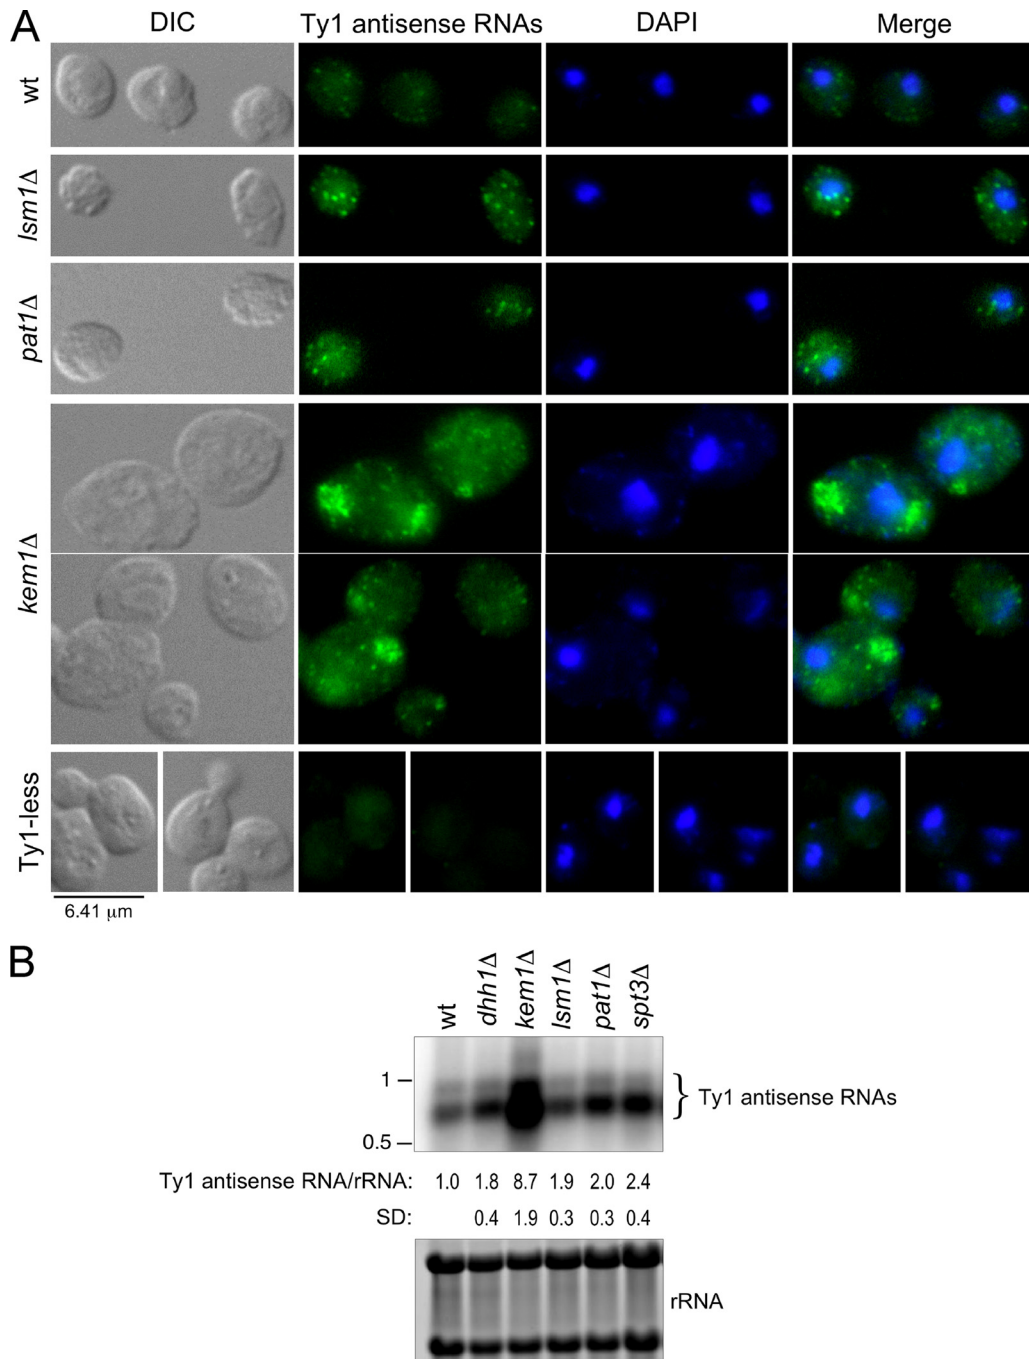 A
DIC Ty1 antisense RNAs DAPI Merge
wt
lsm1Δ
pat1Δ
kem1Δ
Ty1-less
6.41 μm
B
wt dhh1Δ kem1Δ lsm1Δ pat1Δ spt3Δ
1
Ty1 antisense RNAs
0.5
Ty1 antisense RNA/rRNA: 1.0 1.8 8.7 1.9 2.0 2.4
SD: 0.4 1.9 0.3 0.3 0.4
rRNA